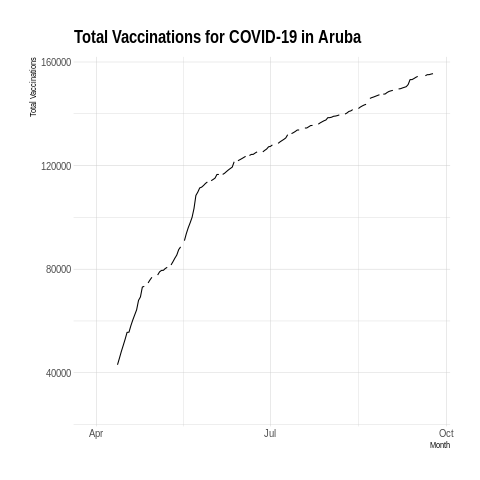 Total Vaccinations for COVID-19 in Aruba
Total Vaccinations
160000
120000
80000
40000
Apr
Jul
Oct
Month